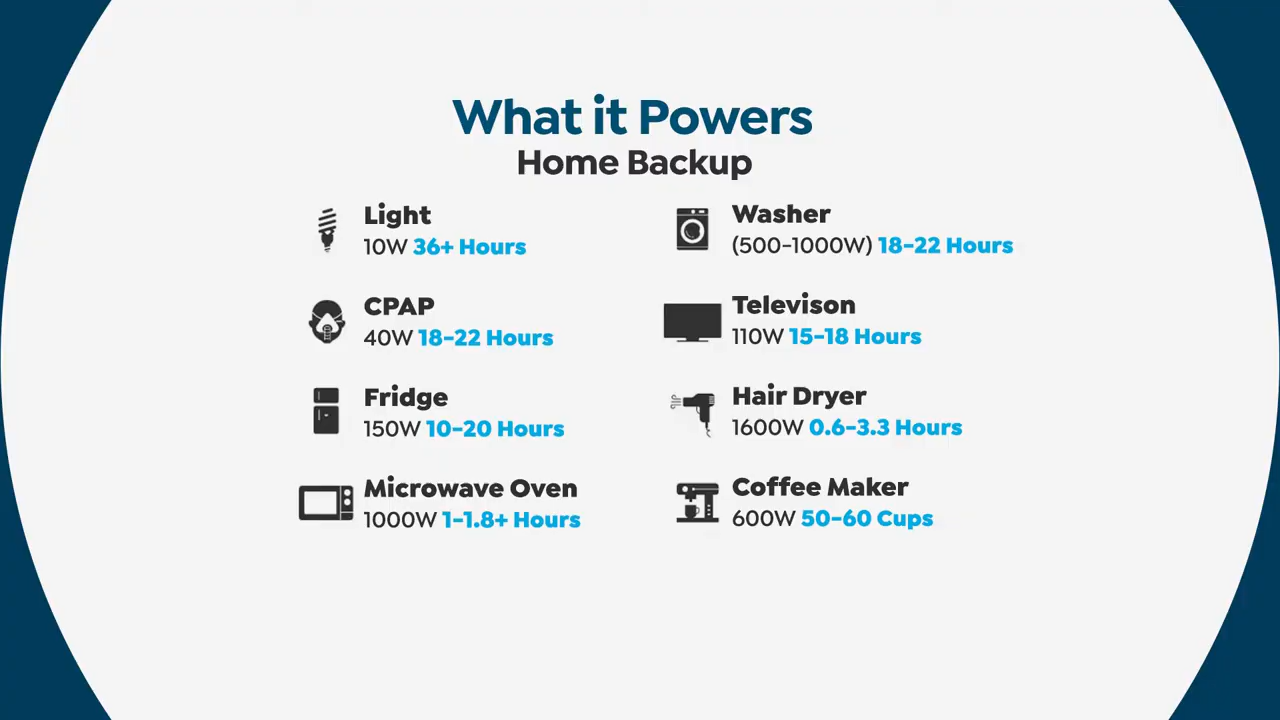 What it Powers
Home Backup
Light
10W 36+ Hours
CPAP
40W 18-22 Hours
Fridge
150W 10-20 Hours
Microwave Oven
1000W 1-1.8+ Hours
Washer
(500-1000W) 18-22 Hours
Televison
110W 15-18 Hours
Hair Dryer
1600W 0.6-3.3 Hours
Coffee Maker
600W 50-60 Cups